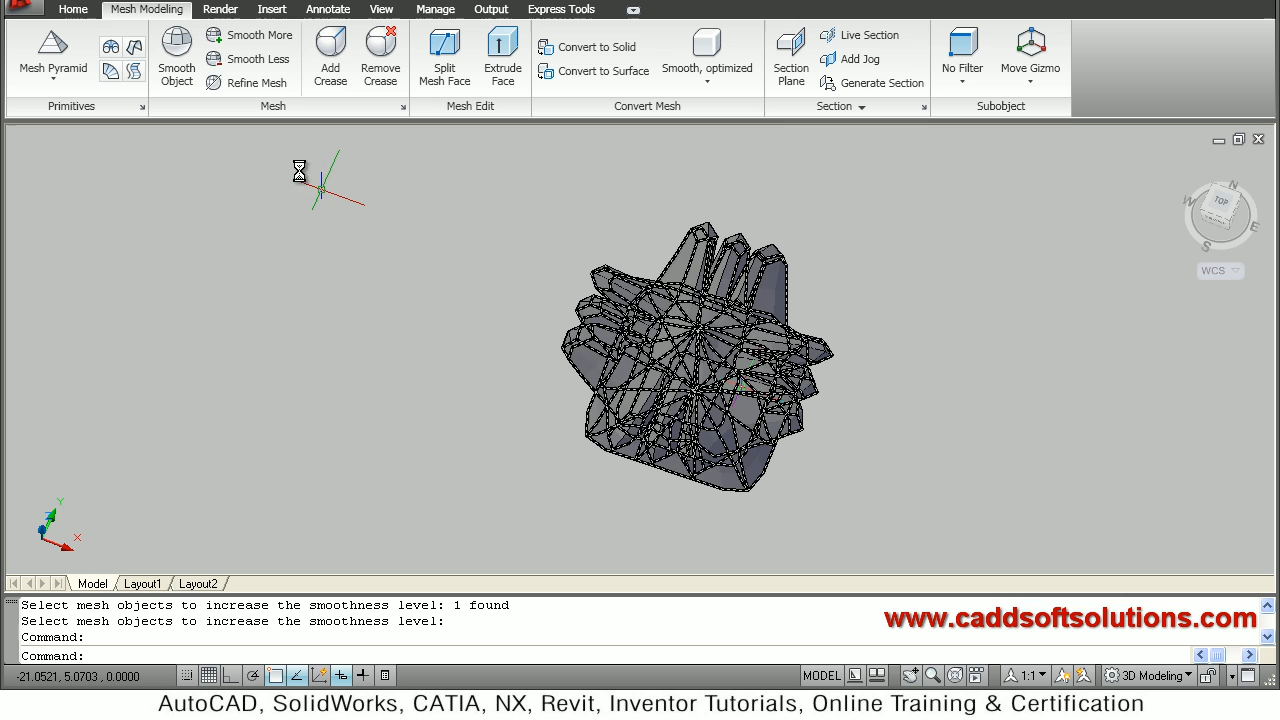 Home Mesh Modeling Render Insert Annotate View Manage Output Express Tools
Mesh Pyramid
Smooth Object
Smooth More
Smooth Less
Refine Mesh
Add Crease
Remove Crease
Split Mesh Face
Extrude Face
Convert to Solid
Convert to Surface
Smooth, optimized
Section Plane
Live Section
Add Jog
Generate Section
No Filter
Move Gizmo
Primitives Mesh Mesh Edit Convert Mesh Section Subobject
N
W TOP E
S
WCS
Y
X
Model Layout1 Layout2
Select mesh objects to increase the smoothness level: 1 found
Select mesh objects to increase the smoothness level:
Command:
Command:
www.caddsoftsolutions.com
-21.0521, 5.0703, 0.0000 MODEL 1:1 3D Modeling
AutoCAD, SolidWorks, CATIA, NX, Revit, Inventor Tutorials, Online Training & Certification